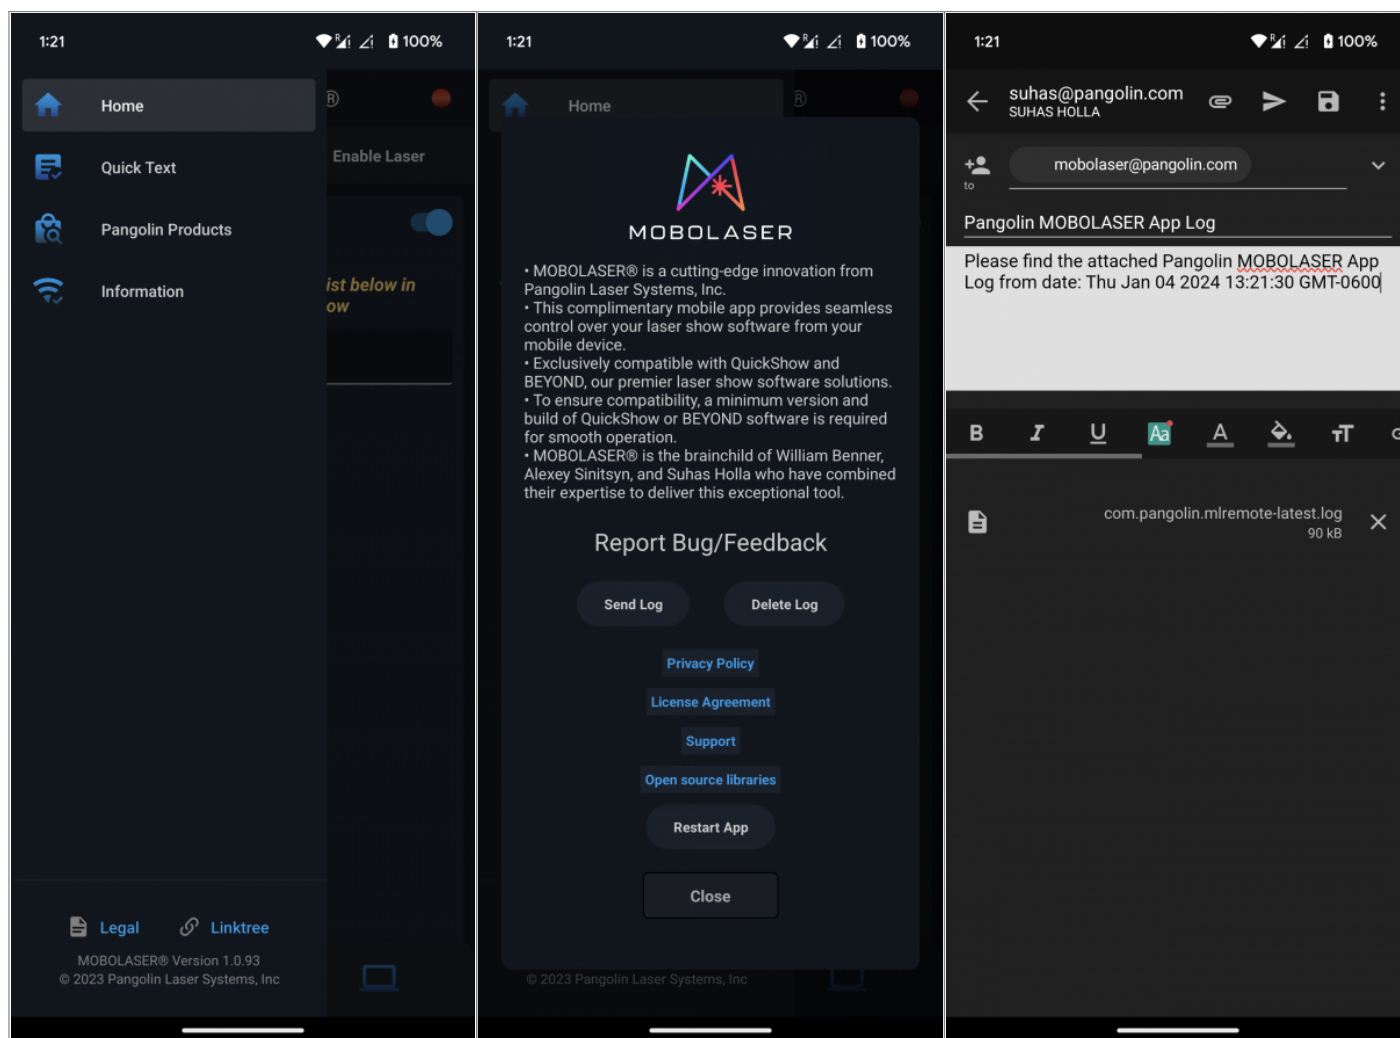 1:21
R
100%
Home
Quick Text
Pangolin Products
Information
®
Enable Laser
ist below in
ow
Legal
Linktree
MOBOLASER® Version 1.0.93
© 2023 Pangolin Laser Systems, Inc
1:21
R
100%
Home
®
MOBOLASER
• MOBOLASER® is a cutting-edge innovation from
Pangolin Laser Systems, Inc.
• This complimentary mobile app provides seamless
control over your laser show software from your
mobile device.
• Exclusively compatible with QuickShow and
BEYOND, our premier laser show software solutions.
• To ensure compatibility, a minimum version and
build of QuickShow or BEYOND software is required
for smooth operation.
• MOBOLASER® is the brainchild of William Benner,
Alexey Sinitsyn, and Suhas Holla who have combined
their expertise to deliver this exceptional tool.
Report Bug/Feedback
Send Log
Delete Log
Privacy Policy
License Agreement
Support
Open source libraries
Restart App
Close
© 2023 Pangolin Laser Systems, Inc
1:21
R
100%
suhas@pangolin.com
SUHAS HOLLA
to
mobolaser@pangolin.com
Pangolin MOBOLASER App Log
Please find the attached Pangolin MOBOLASER App
Log from date: Thu Jan 04 2024 13:21:30 GMT-0600
B I U Aa A TT
com.pangolin.mlremote-latest.log
90 kB